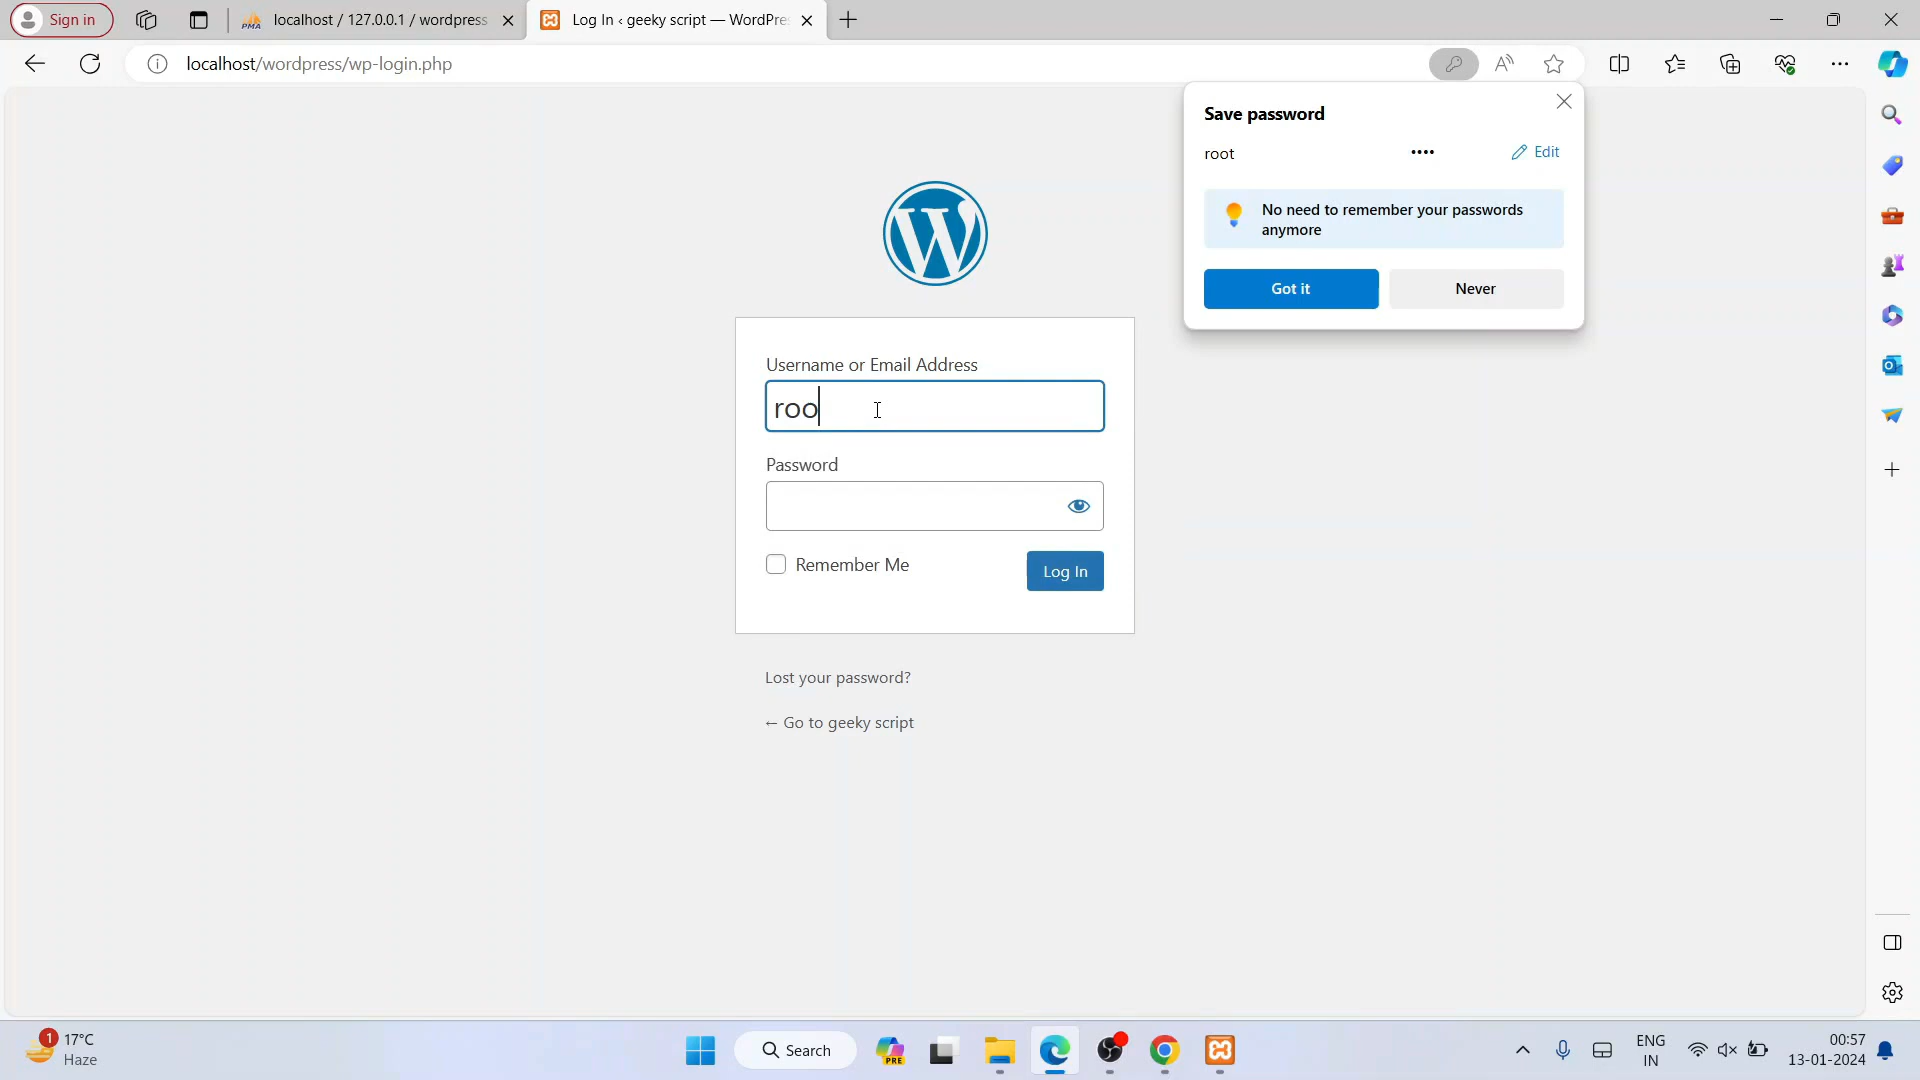 Sign in
localhost / 127.0.0.1 / wordpress
Log In ‹ geeky script — WordPre
localhost/wordpress/wp-login.php
Save password
root
•••• Edit
No need to remember your passwords
anymore
Got it
Never
Username or Email Address
roo
Password
Remember Me
Log In
Lost your password?
← Go to geeky script
1
17°C
Haze
Search
PRE
ENG
IN
00:57
13-01-2024